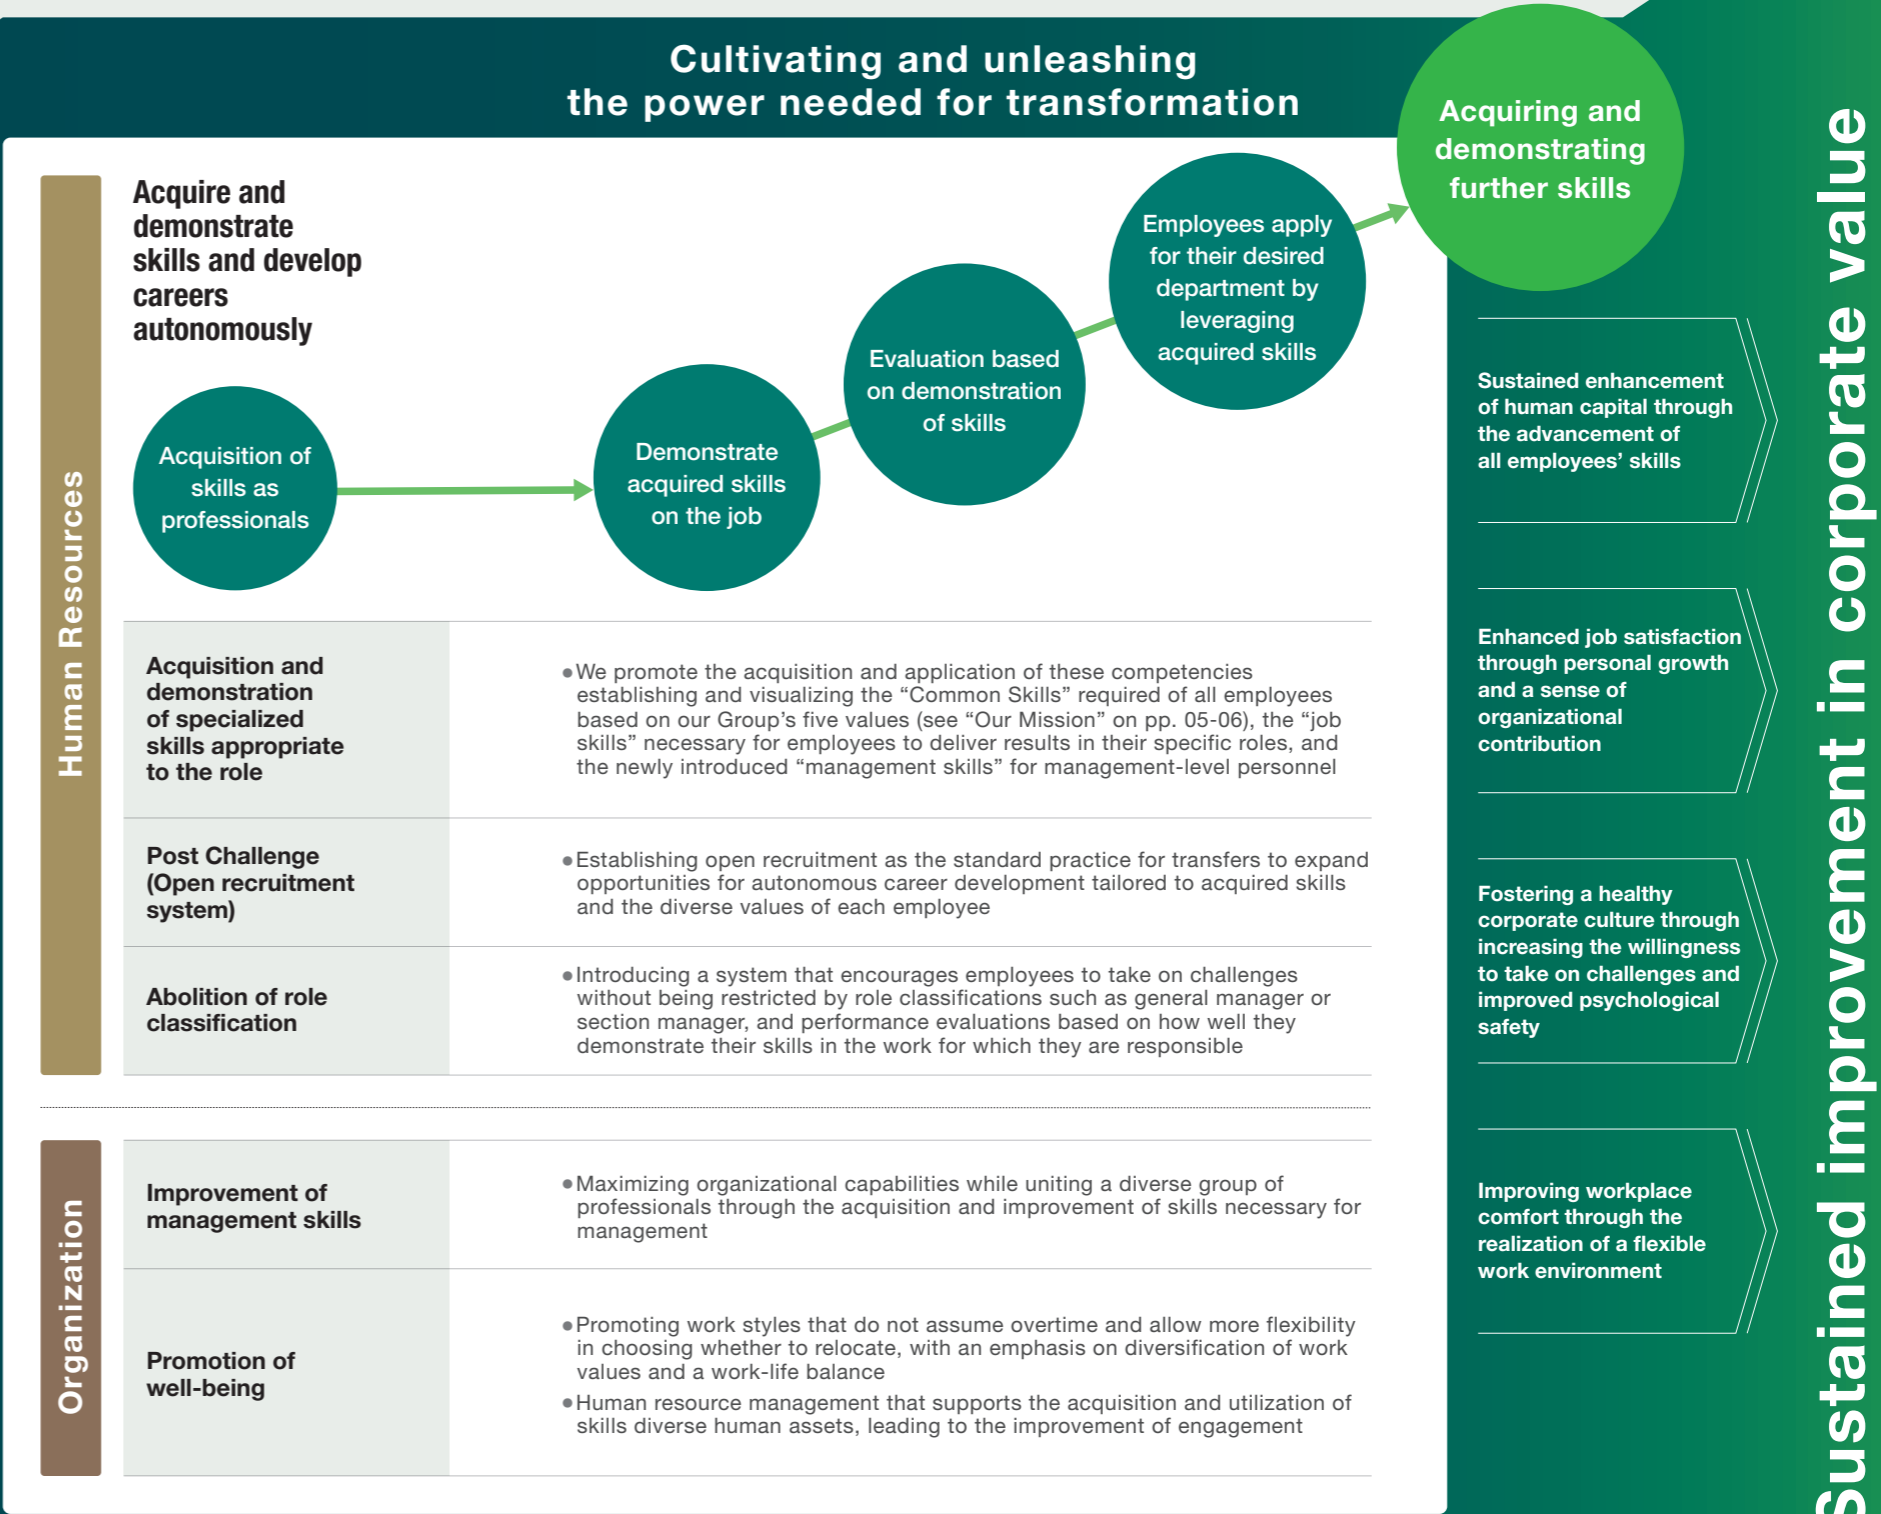 Cultivating and unleashing
the power needed for transformation
Acquiring and
demonstrating
further skills
Human Resources
Acquire and
demonstrate
skills and develop
careers
autonomously
Acquisition of
skills as
professionals
Demonstrate
acquired skills
on the job
Evaluation based
on demonstration
of skills
Employees apply
for their desired
department by
leveraging
acquired skills
Acquisition and
demonstration
of specialized
skills appropriate
to the role
●We promote the acquisition and application of these competencies
establishing and visualizing the “Common Skills” required of all employees
based on our Group’s five values (see “Our Mission” on pp. 05-06), the “job
skills” necessary for employees to deliver results in their specific roles, and
the newly introduced “management skills” for management-level personnel
Post Challenge
(Open recruitment
system)
●Establishing open recruitment as the standard practice for transfers to expand
opportunities for autonomous career development tailored to acquired skills
and the diverse values of each employee
Abolition of role
classification
●Introducing a system that encourages employees to take on challenges
without being restricted by role classifications such as general manager or
section manager, and performance evaluations based on how well they
demonstrate their skills in the work for which they are responsible
Organization
Improvement of
management skills
●Maximizing organizational capabilities while uniting a diverse group of
professionals through the acquisition and improvement of skills necessary for
management
Promotion of
well-being
●Promoting work styles that do not assume overtime and allow more flexibility
in choosing whether to relocate, with an emphasis on diversification of work
values and a work-life balance
●Human resource management that supports the acquisition and utilization of
skills diverse human assets, leading to the improvement of engagement
Sustained enhancement
of human capital through
the advancement of
all employees’ skills
Enhanced job satisfaction
through personal growth
and a sense of
organizational
contribution
Fostering a healthy
corporate culture through
increasing the willingness
to take on challenges and
improved psychological
safety
Improving workplace
comfort through the
realization of a flexible
work environment
Sustained improvement in corporate value